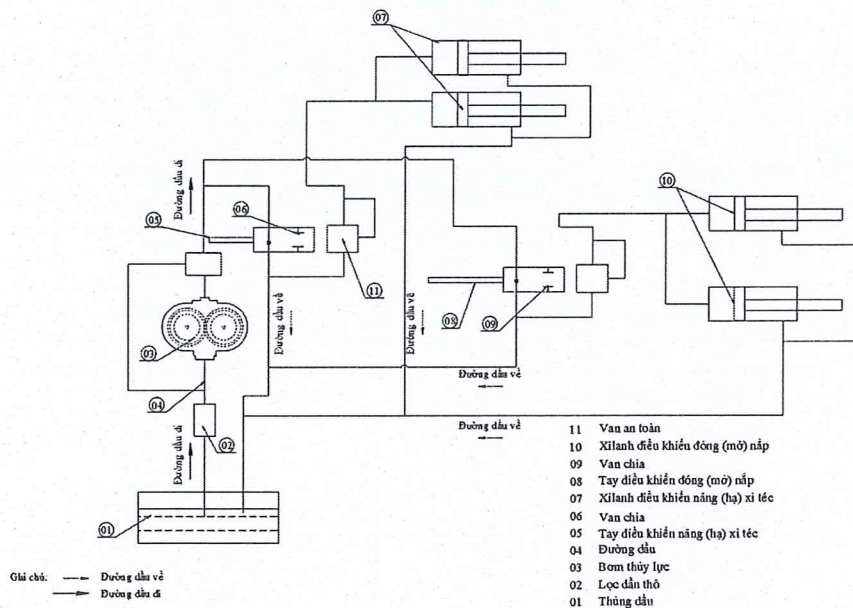 07
10
Đường dầu đi
05
06
11
08
09
Đường dầu về
Đường dầu về
03
04
Đường dầu về
02
Đường dầu về
Đường dầu đi
01
11 Van an toàn
10 Xilanh điều khiển đóng (mở) nắp
09 Van chia
08 Tay điều khiển đóng (mở) nắp
07 Xilanh điều khiển nâng (hạ) xi téc
06 Van chia
05 Tay điều khiển nâng (hạ) xi téc
04 Đường dầu
03 Bơm thủy lực
02 Lọc dầu thô
01 Thùng dầu
Ghi chú: Đường dầu về
Đường dầu đi